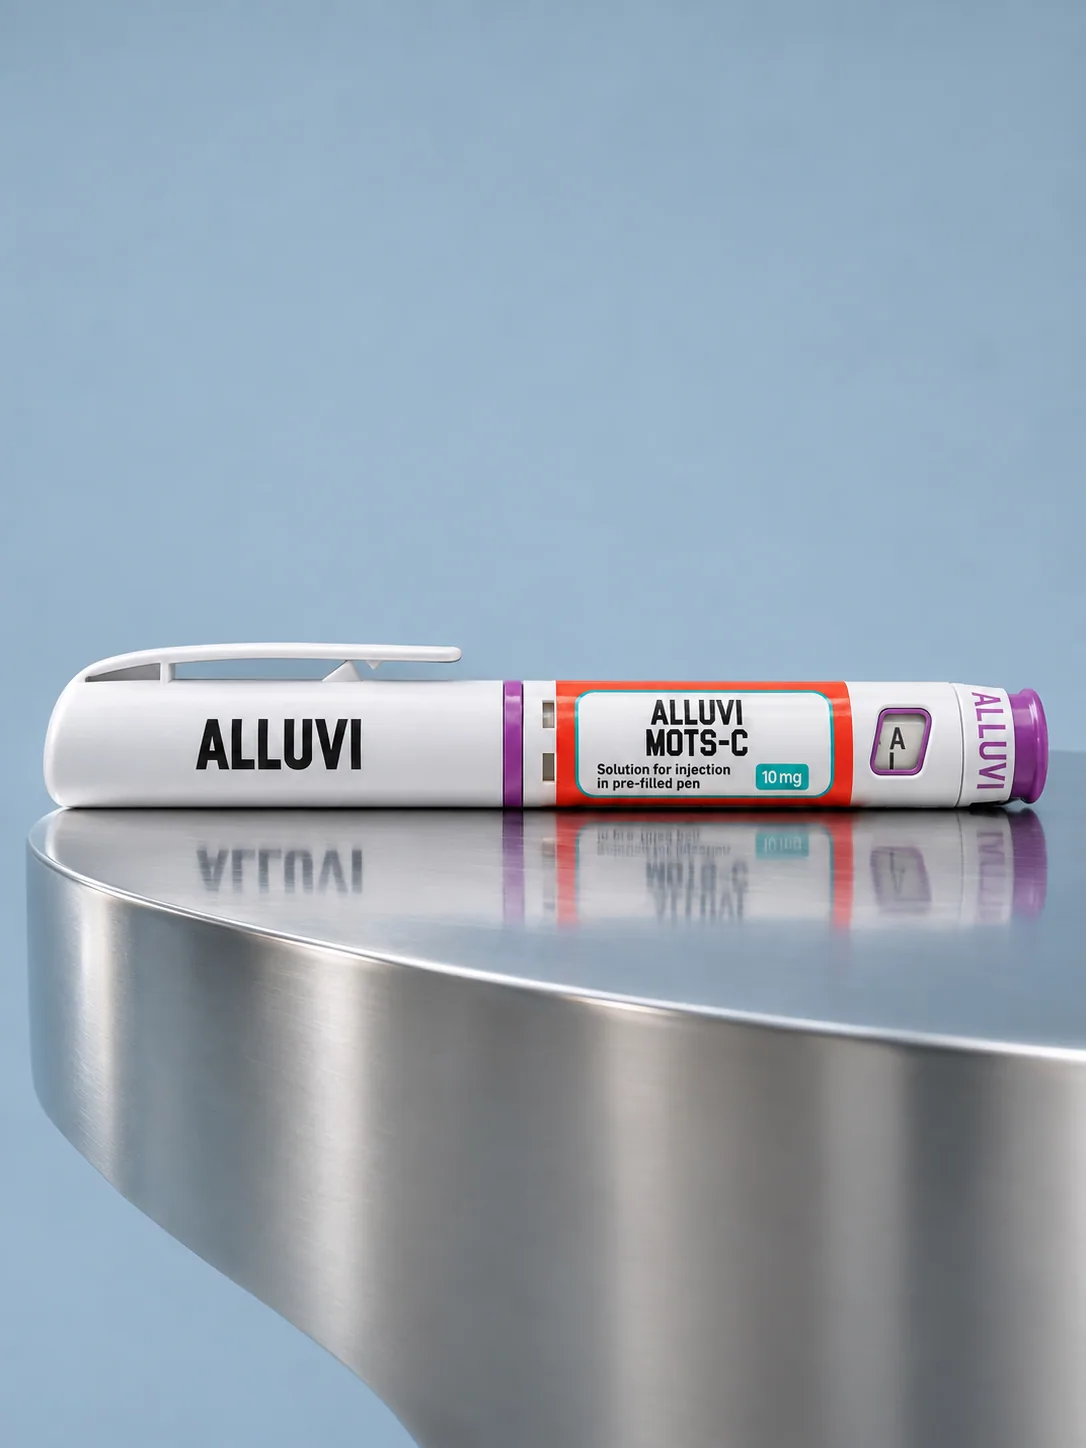 ALLUVI
ALLUVI
MOTS-C
Solution for injection
in pre-filled pen
10 mg
A
ALLUVI